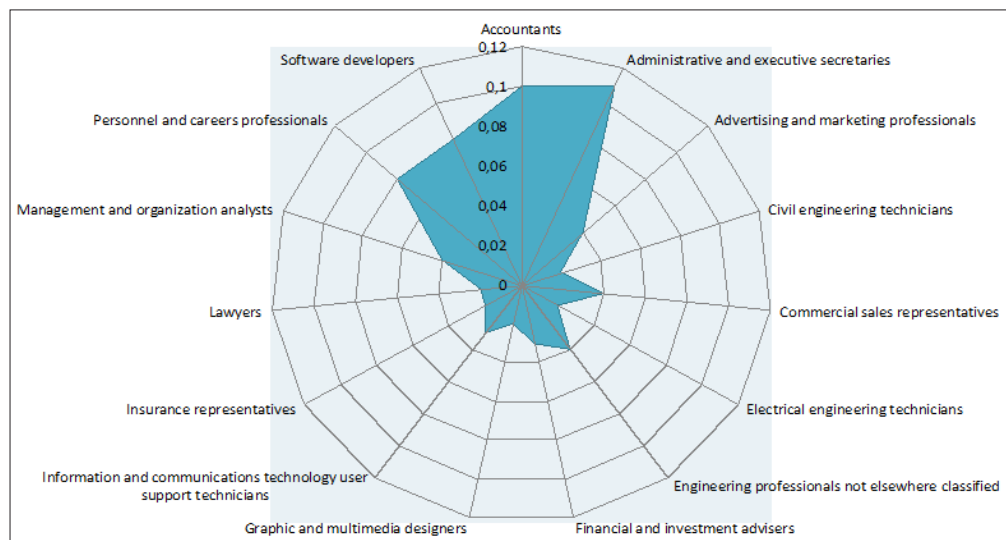 Accountants
0,12
Software developers
Administrative and executive secretaries
0,1
Personnel and careers professionals
0,08
Advertising and marketing professionals
0,06
Management and organization analysts
0,04
Civil engineering technicians
0,02
0
Lawyers
Commercial sales representatives
Insurance representatives
Electrical engineering technicians
Information and communications technology user
support technicians
Engineering professionals not elsewhere classified
Graphic and multimedia designers
Financial and investment advisers